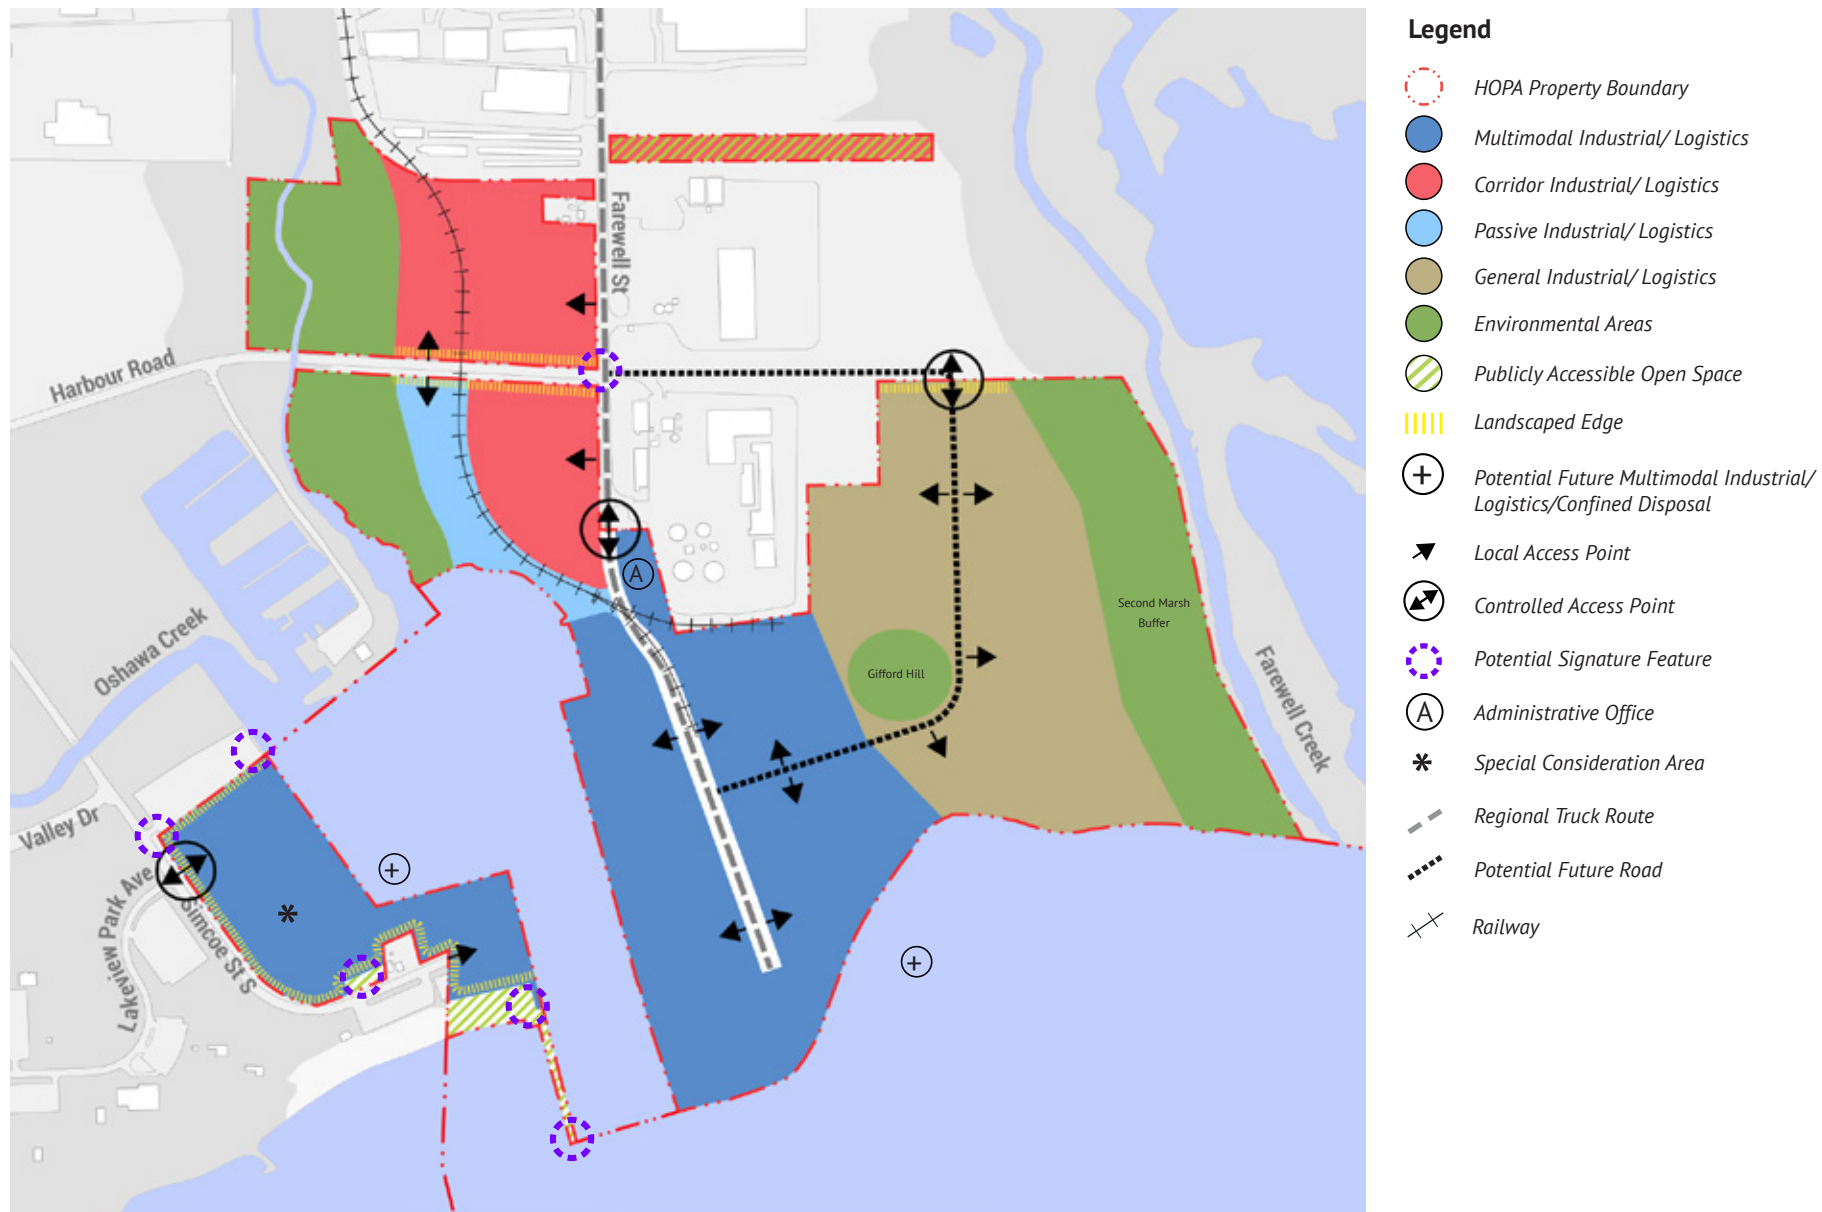 Legend
HOPA Property Boundary
Multimodal Industrial/ Logistics
Corridor Industrial/ Logistics
Passive Industrial/ Logistics
General Industrial/ Logistics
Environmental Areas
Publicly Accessible Open Space
Landscaped Edge
Potential Future Multimodal Industrial/
Logistics/Confined Disposal
Local Access Point
Controlled Access Point
Potential Signature Feature
A
Administrative Office
Special Consideration Area
Regional Truck Route
Potential Future Road
Railway
Farewell St
Harbour Road
A
Second Marsh
Buffer
Gifford Hill
Oshawa Creek
Farewell Creek
Valley Dr
Lakeview Park Ave
Simcoe St S